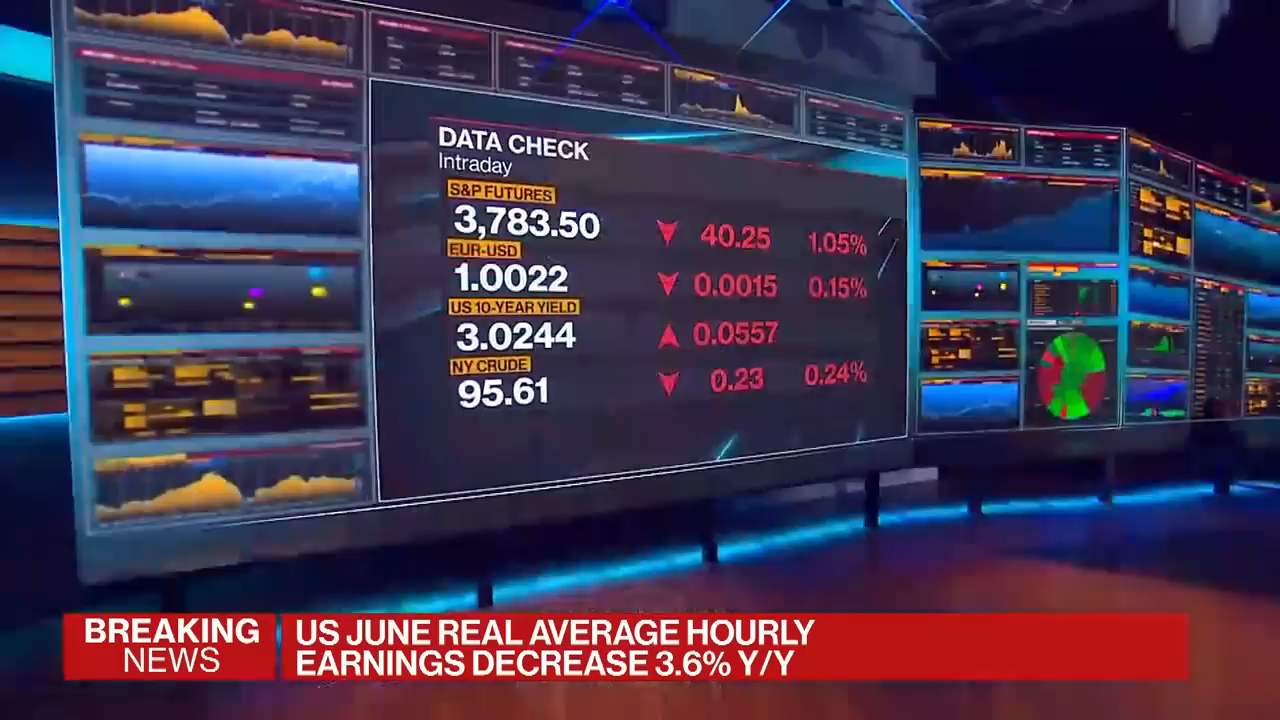 DATA CHECK
Intraday
S&P FUTURES
3,783.50 40.25 1.05%
EUR-USD
1.0022 0.0015 0.15%
US 10-YEAR YIELD
3.0244 0.0557
NY CRUDE
95.61 0.23 0.24%
BREAKING NEWS
US JUNE REAL AVERAGE HOURLY
EARNINGS DECREASE 3.6% Y/Y